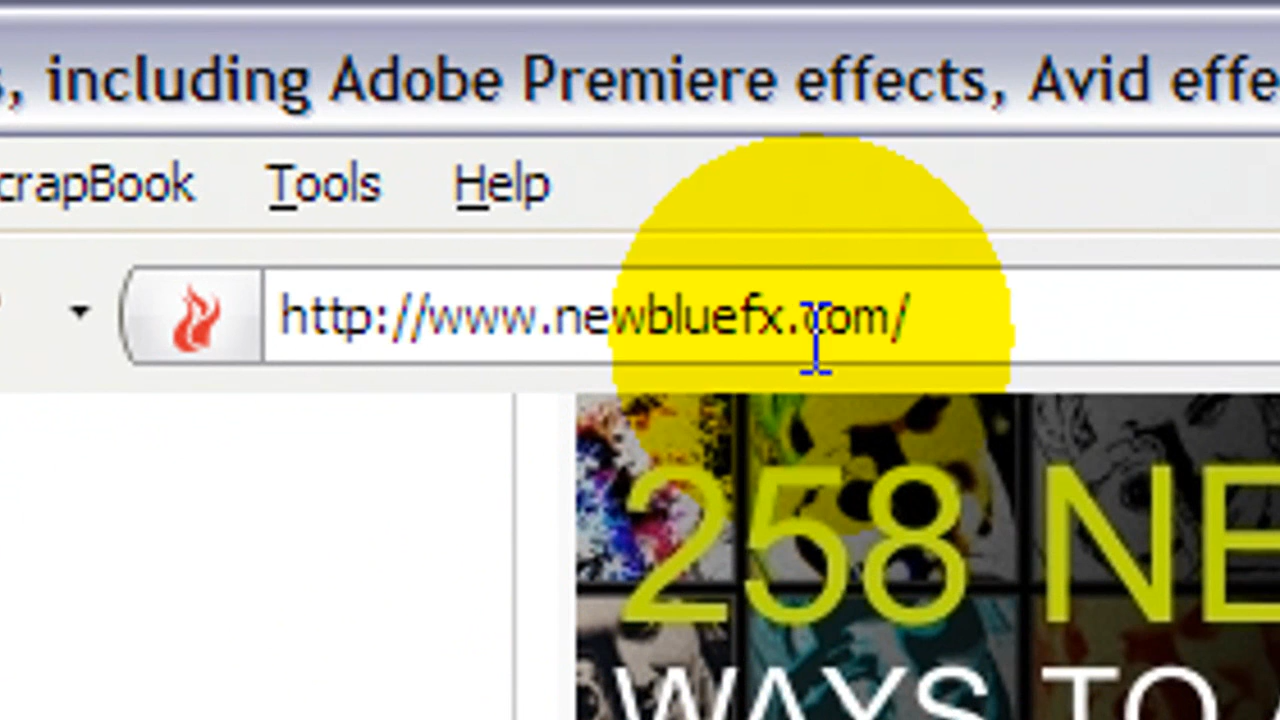 , including Adobe Premiere effects, Avid effe
crapBook Tools Help
http://www.newbluefx.com/
258 NE
WAYS TO